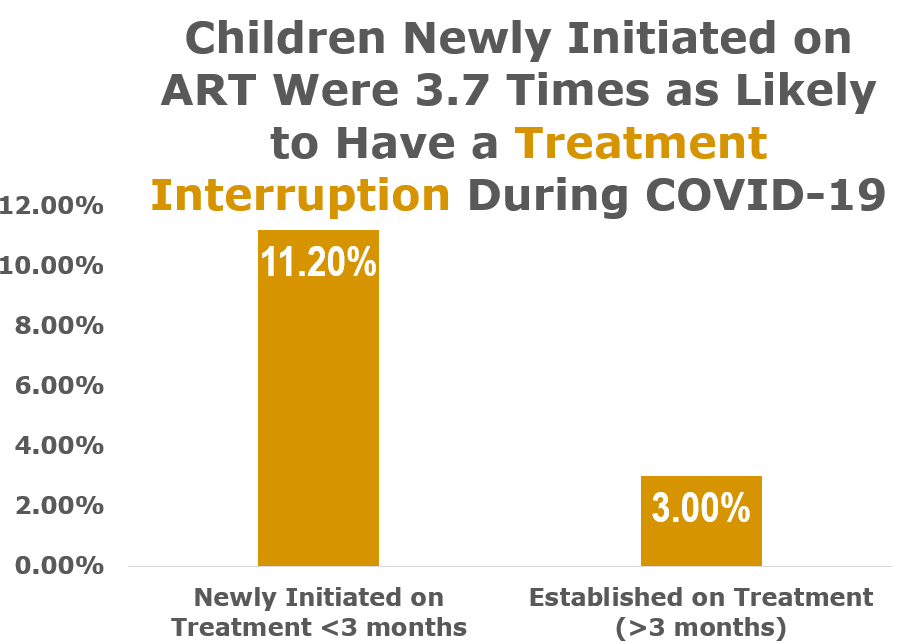 Children Newly Initiated on
ART Were 3.7 Times as Likely
to Have a Treatment
Interruption During COVID-19
12.00%
10.00%
8.00%
6.00%
4.00%
2.00%
0.00%
11.20%
3.00%
Newly Initiated on
Treatment <3 months
Established on Treatment
(>3 months)